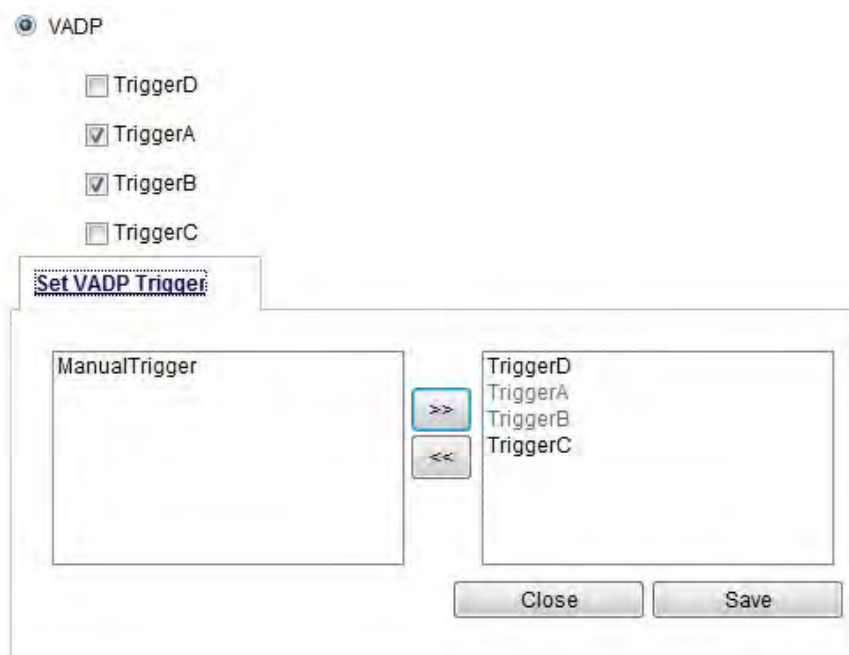 VADP
TriggerD
TriggerA
TriggerB
TriggerC
Set VADP Trigger
ManualTrigger
>>
<<
TriggerD
TriggerA
TriggerB
TriggerC
Close
Save